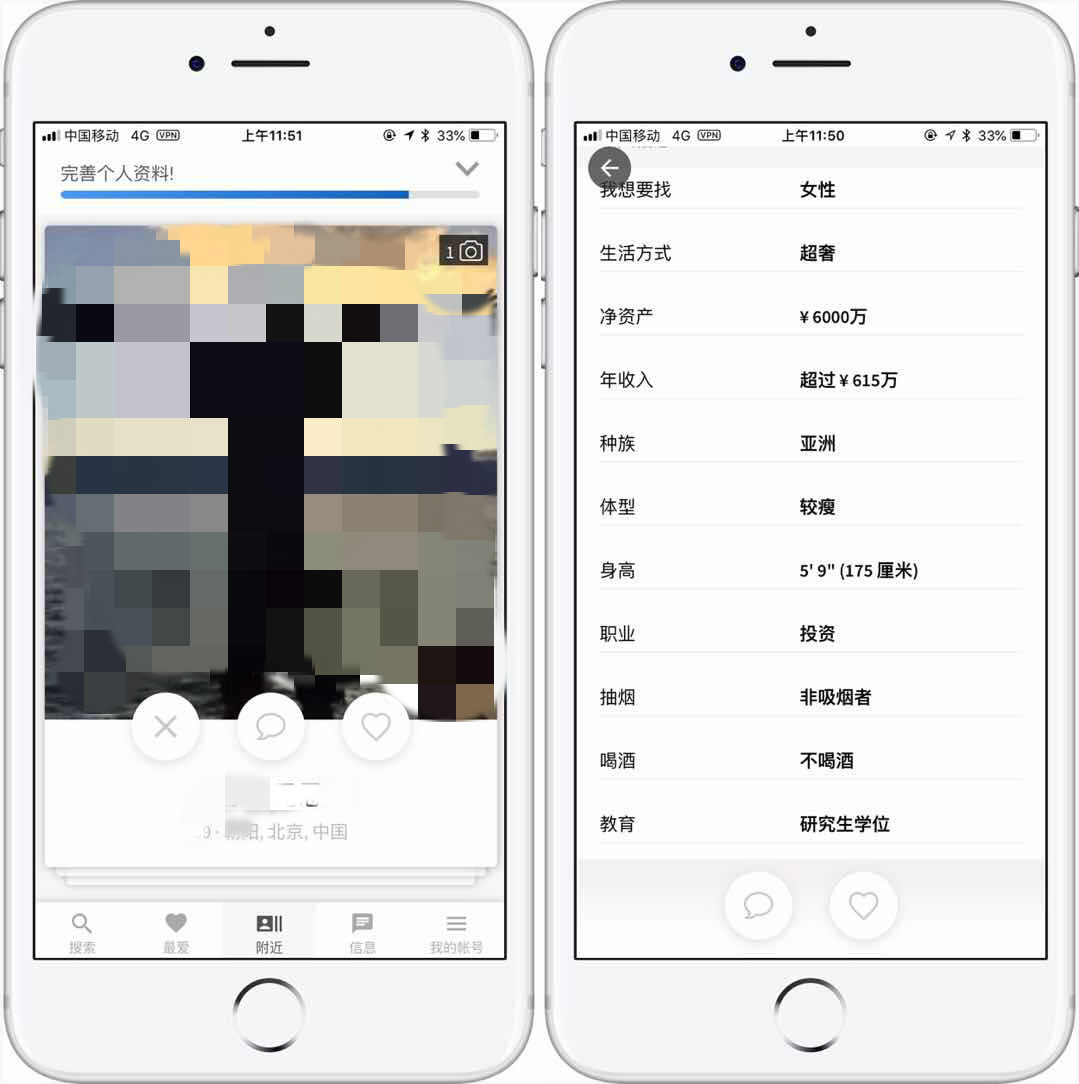 中国移动 4G VPN 上午11:51 33%
完善个人资料!
1
北京, 中国
搜索 最爱 附近 信息 我的帐号
中国移动 4G VPN 上午11:50 33%
我想要找 女性
生活方式 超奢
净资产 ¥6000万
年收入 超过¥615万
种族 亚洲
体型 较瘦
身高 5' 9" (175 厘米)
职业 投资
抽烟 非吸烟者
喝酒 不喝酒
教育 研究生学位